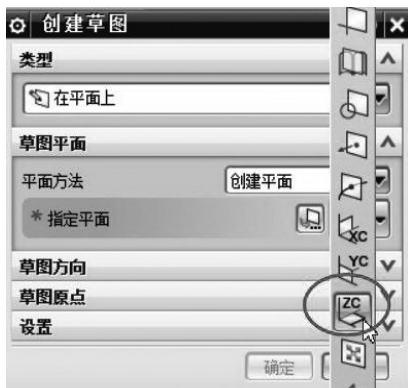 创建草图
类型
在平面上
草图平面
平面方法 创建平面
* 指定平面
XC
YC
草图方向
ZC
草图原点
设置
确定